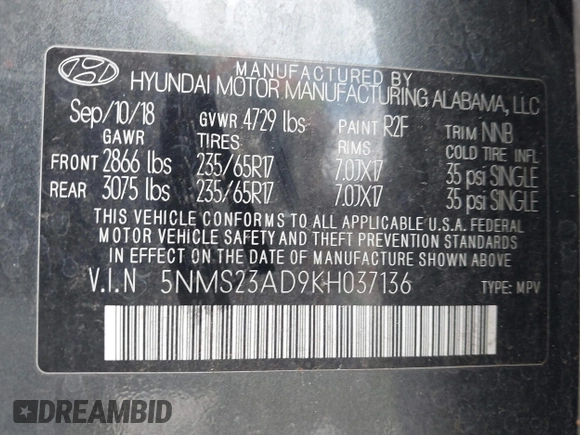 MANUFACTURED BY
HYUNDAI MOTOR MANUFACTURING ALABAMA, LLC
Sep/10/18 GVWR 4729 lbs PAINT R2F TRIM NNB
GAWR TIRES RIMS COLD TIRE INFL
FRONT 2866 lbs 235/65R17 7.0JX17 35 psi SINGLE
REAR 3075 lbs 235/65R17 7.0JX17 35 psi SINGLE
THIS VEHICLE CONFORMS TO ALL APPLICABLE U.S.A. FEDERAL
MOTOR VEHICLE SAFETY AND THEFT PREVENTION STANDARDS
IN EFFECT ON THE DATE OF MANUFACTURE SHOWN ABOVE.
V.I.N 5NMS23AD9KH037136 TYPE: MPV
DREAMBID